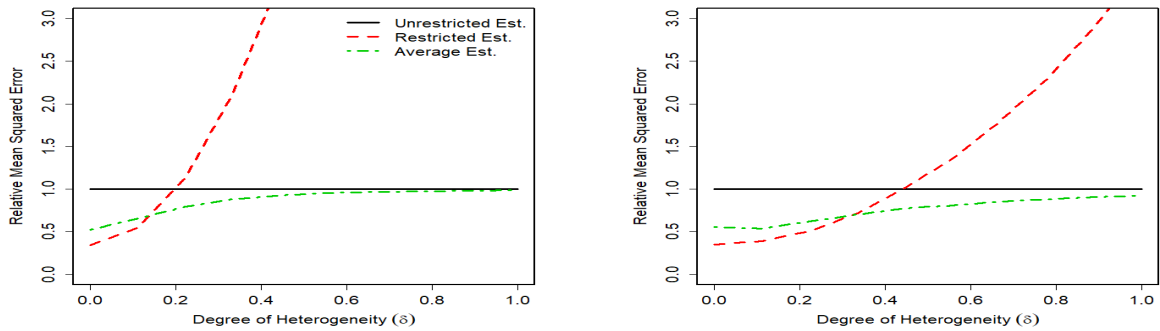 Relative Mean Squared Error
3.0
2.5
2.0
1.5
1.0
0.5
0.0
Unrestricted Est.
Restricted Est.
Average Est.
0.0 0.2 0.4 0.6 0.8 1.0
Degree of Heterogeneity (δ)
Relative Mean Squared Error
3.0
2.5
2.0
1.5
1.0
0.5
0.0
0.0 0.2 0.4 0.6 0.8 1.0
Degree of Heterogeneity (δ)